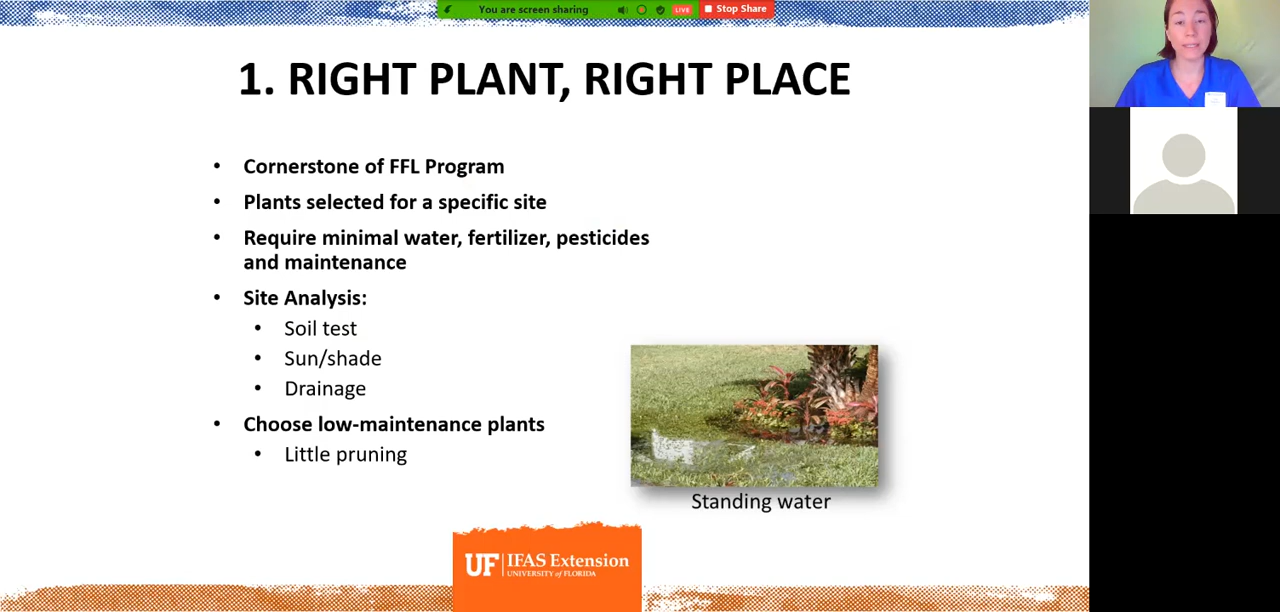 You are screen sharing
LIVE
Stop Share
1. RIGHT PLANT, RIGHT PLACE
• Cornerstone of FFL Program
• Plants selected for a specific site
• Require minimal water, fertilizer, pesticides
and maintenance
• Site Analysis:
• Soil test
• Sun/shade
• Drainage
• Choose low-maintenance plants
• Little pruning
Standing water
UF IFAS Extension
UNIVERSITY of FLORIDA